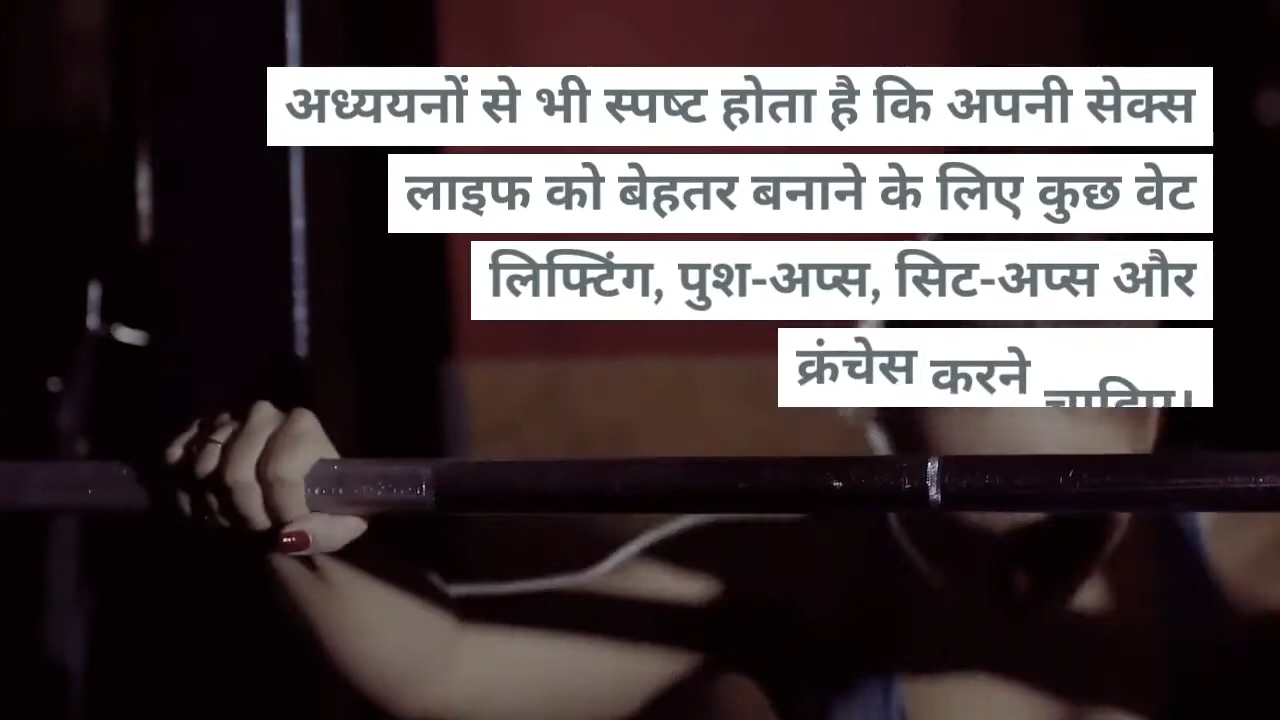 अध्ययनों से भी स्पष्ट होता है कि अपनी सेक्स
लाइफ को बेहतर बनाने के लिए कुछ वेट
लिफ्टिंग, पुश-अप्स, सिट-अप्स और
क्रंचेस करने चाहिए।